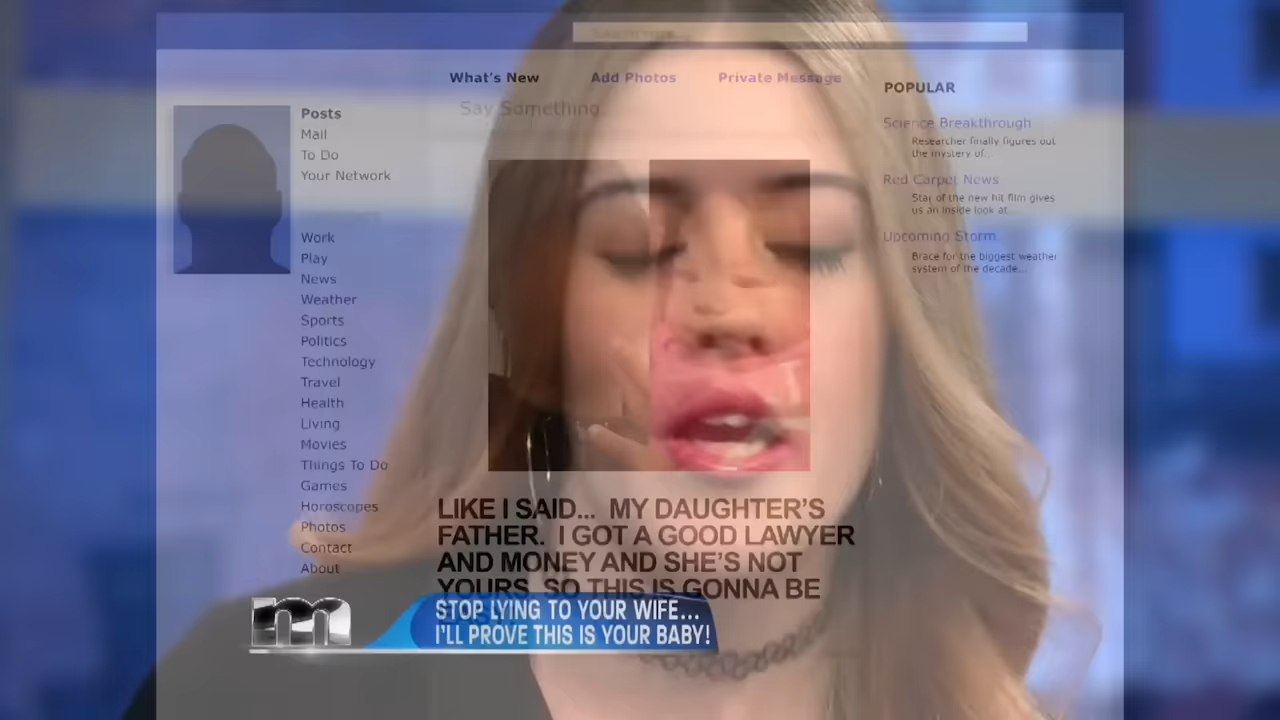 What's New
Add Photos
Private Message
Say Something
POPULAR
Posts
Mail
To Do
Your Network
Work
Play
News
Weather
Sports
Politics
Technology
Travel
Health
Living
Movies
Things To Do
Games
Horoscopes
Photos
Contact
About
Science Breakthrough
Researcher finally figures out
the mystery of...
Red Carpet News
Star of the new hit film gives
us an inside look at...
Upcoming Storm
Brace for the biggest weather
system of the decade...
LIKE I SAID... MY DAUGHTER'S
FATHER. I GOT A GOOD LAWYER
AND MONEY AND SHE'S NOT
YOURS. SO THIS IS GONNA BE
m
STOP LYING TO YOUR WIFE...
I'LL PROVE THIS IS YOUR BABY!